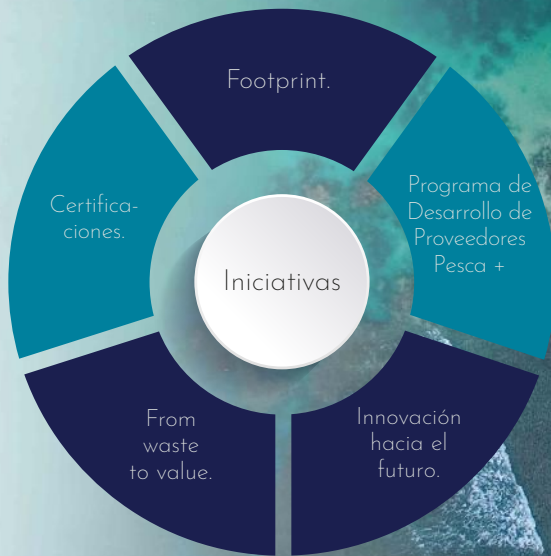 Footprint.
Programa de
Desarrollo de
Proveedores
Pesca +
Innovación
hacia el
futuro.
From
waste
to value.
Certifica-
ciones.
Iniciativas